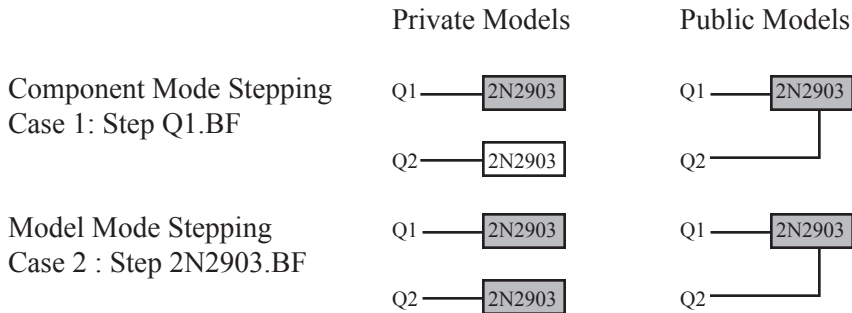 Private Models Public Models
Component Mode Stepping
Case 1: Step Q1.BF
Q1 2N2903 Q1 2N2903
Q2 2N2903 Q2
Model Mode Stepping
Case 2 : Step 2N2903.BF
Q1 2N2903 Q1 2N2903
Q2 2N2903 Q2